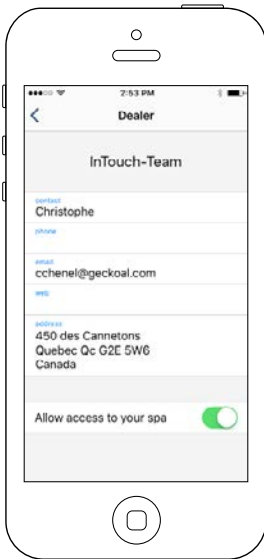 2:53 PM
Dealer
InTouch-Team
contact
Christophe
phone
email
cchenel@geckoal.com
web
address
450 des Cannetons
Quebec Qc G2E 5W6
Canada
Allow access to your spa